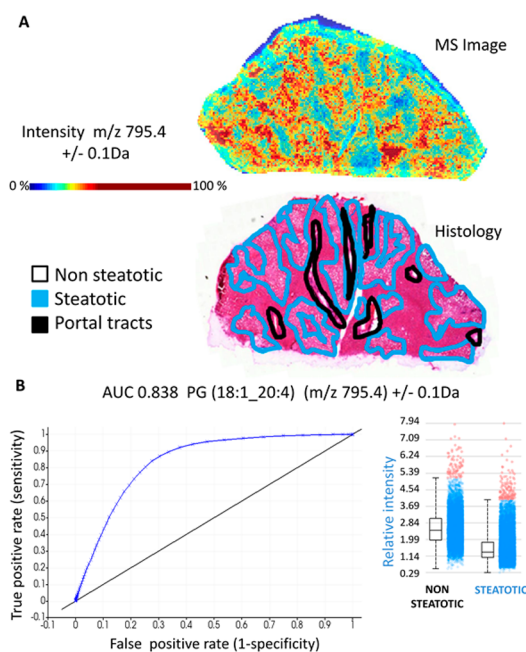 A
MS Image
Intensity m/z 795.4
+/- 0.1Da
0 %
100 %
Histology
Non steatotic
Steatotic
Portal tracts
B
AUC 0.838 PG (18:1_20:4) (m/z 795.4) +/- 0.1Da
True positive rate (sensitivity)
1
0.9
0.8
0.7
0.6
0.5
0.4
0.3
0.2
0.1
0
-0.1
-0.1 0 0.1 0.2 0.3 0.4 0.5 0.6 0.7 0.8 0.9 1
False positive rate (1-specificity)
Relative intensity
7.94
7.09
6.24
5.39
4.54
3.69
2.84
1.99
1.14
0.29
NON
STEATOTIC
STEATOTIC